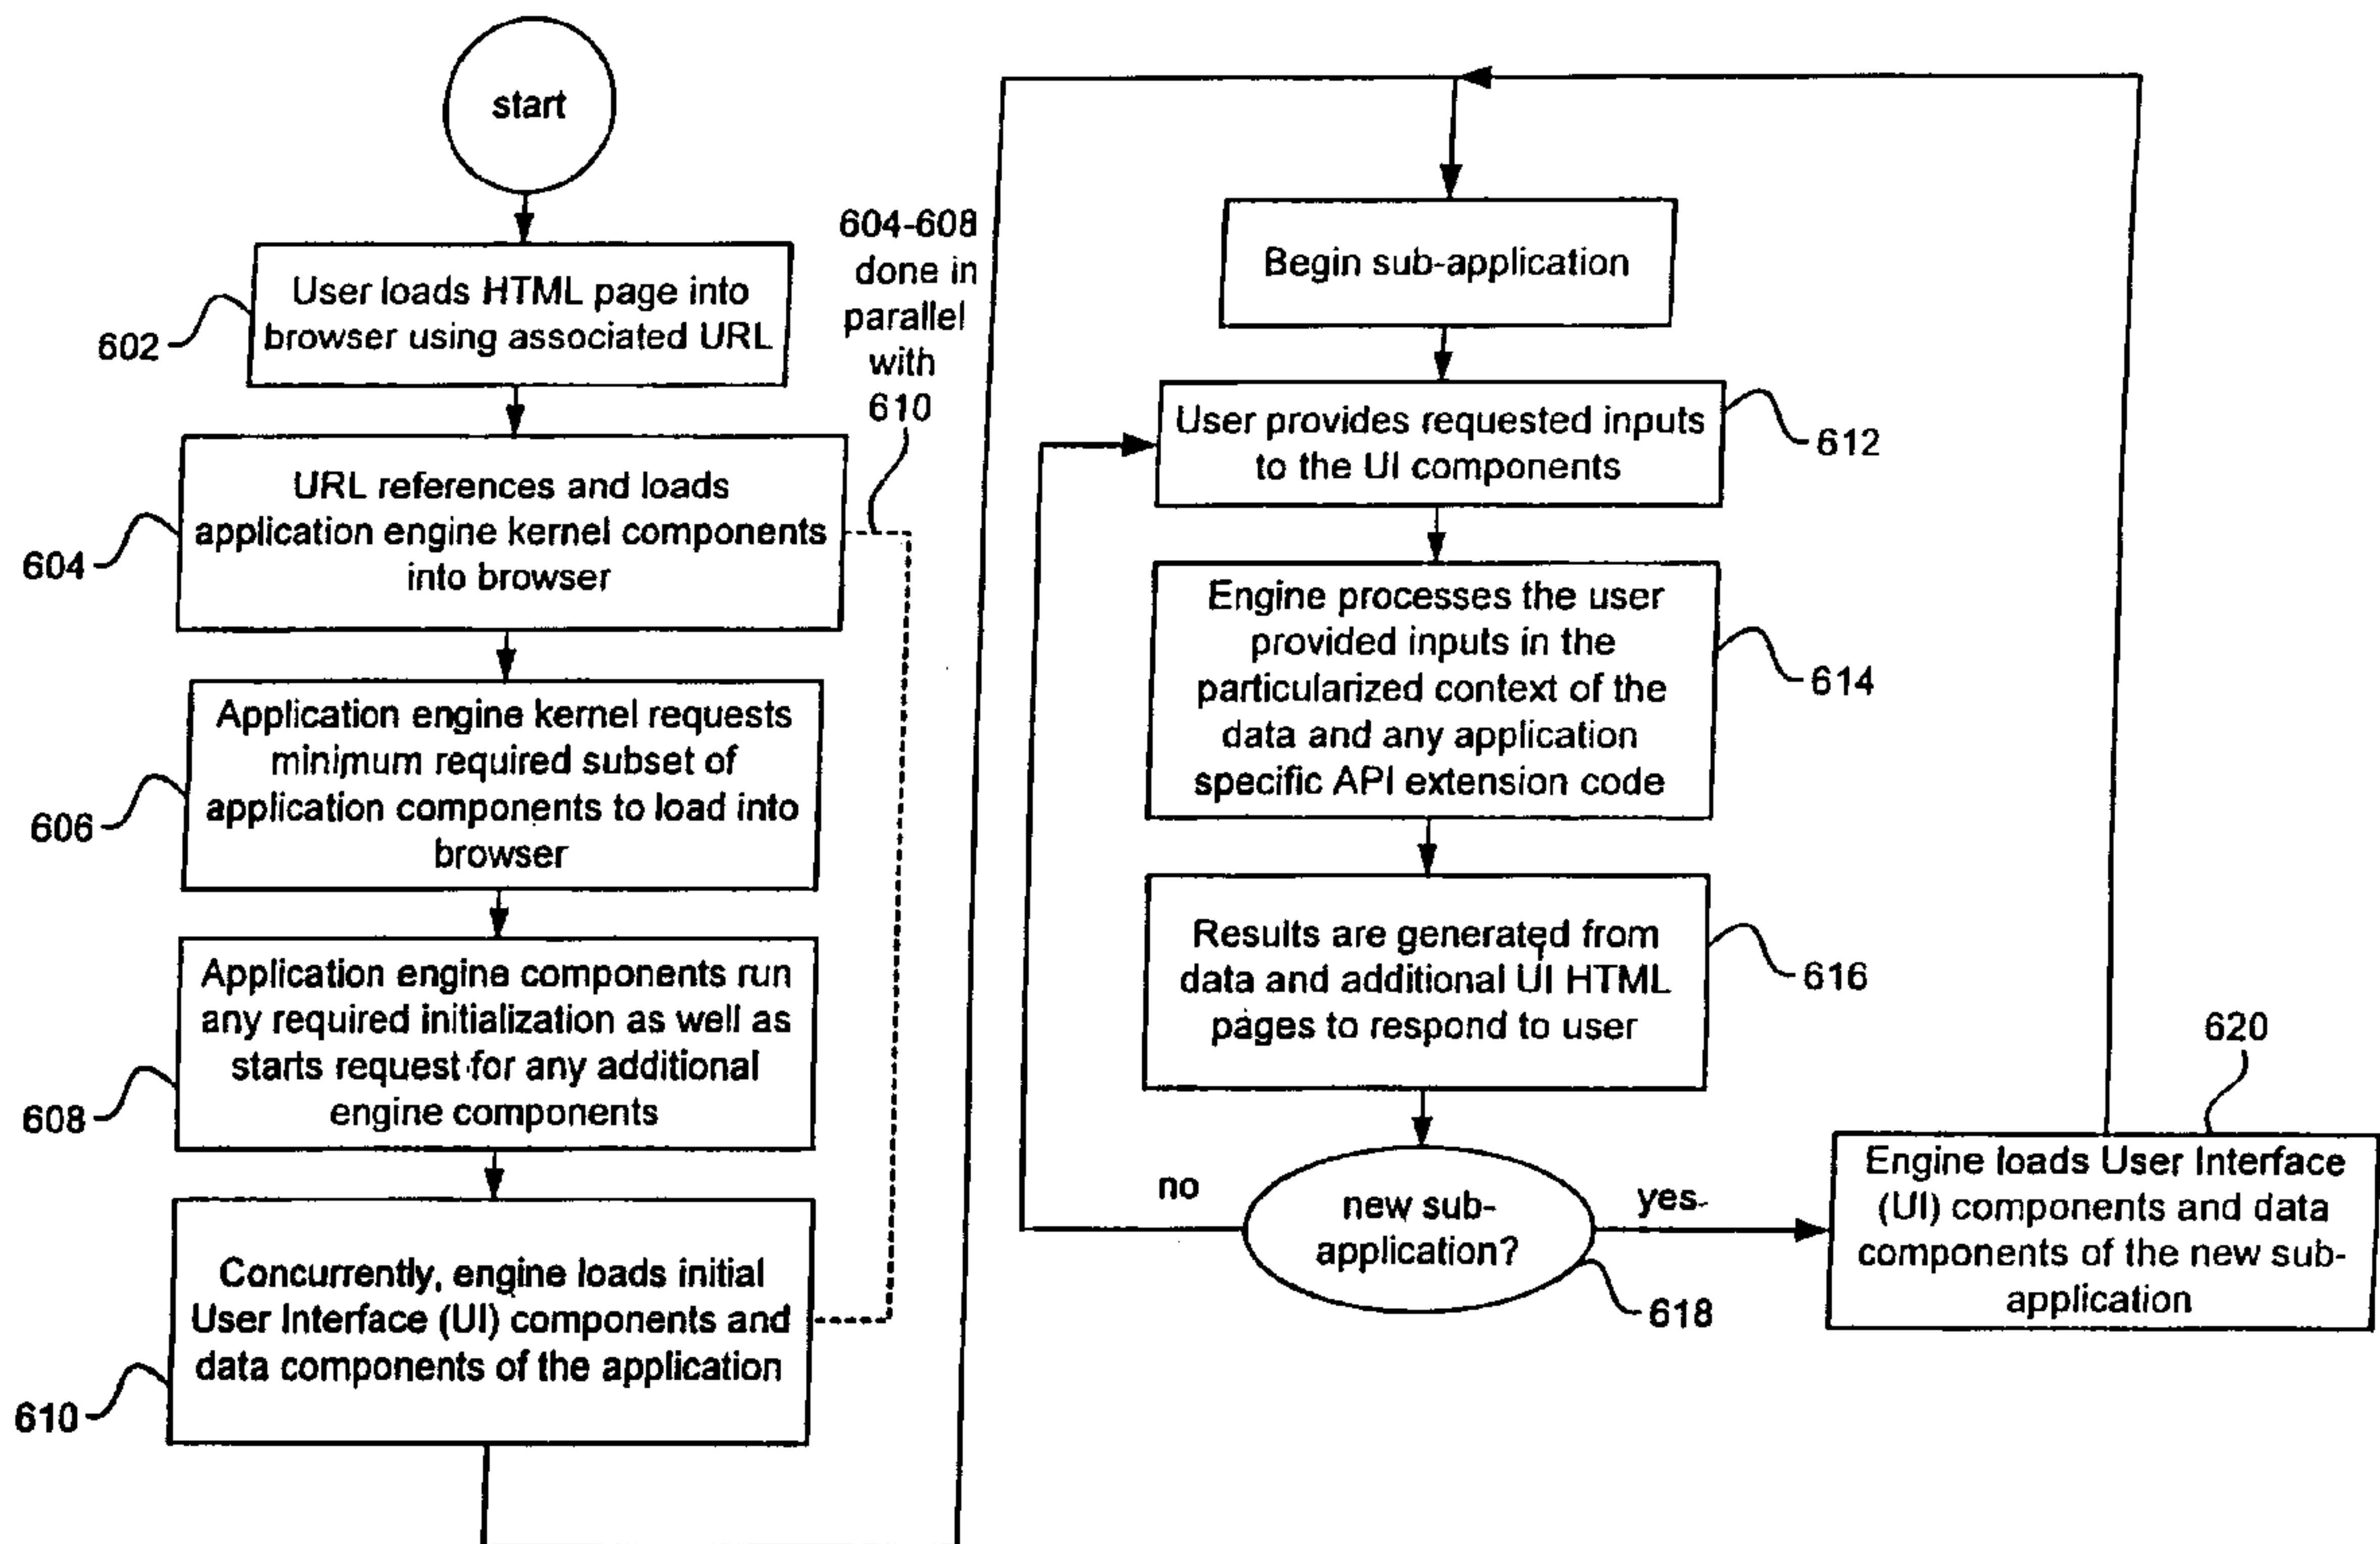 start
User loads HTML page into
browser using associated URL
602
604-608
done in
parallel
with
610
URL references and loads
application engine kernel components
into browser
604
Application engine kernel requests
minimum required subset of
application components to load into
browser
606
Application engine components run
any required initialization as well as
starts request for any additional
engine components
608
Concurrently, engine loads initial
User Interface (UI) components and
data components of the application
610
Begin sub-application
User provides requested inputs
to the UI components
612
Engine processes the user
provided inputs in the
particularized context of the
data and any application
specific API extension code
614
Results are generated from
data and additional UI HTML
pages to respond to user
616
new sub-
application?
618
no
yes
620
Engine loads User Interface
(UI) components and data
components of the new sub-
application